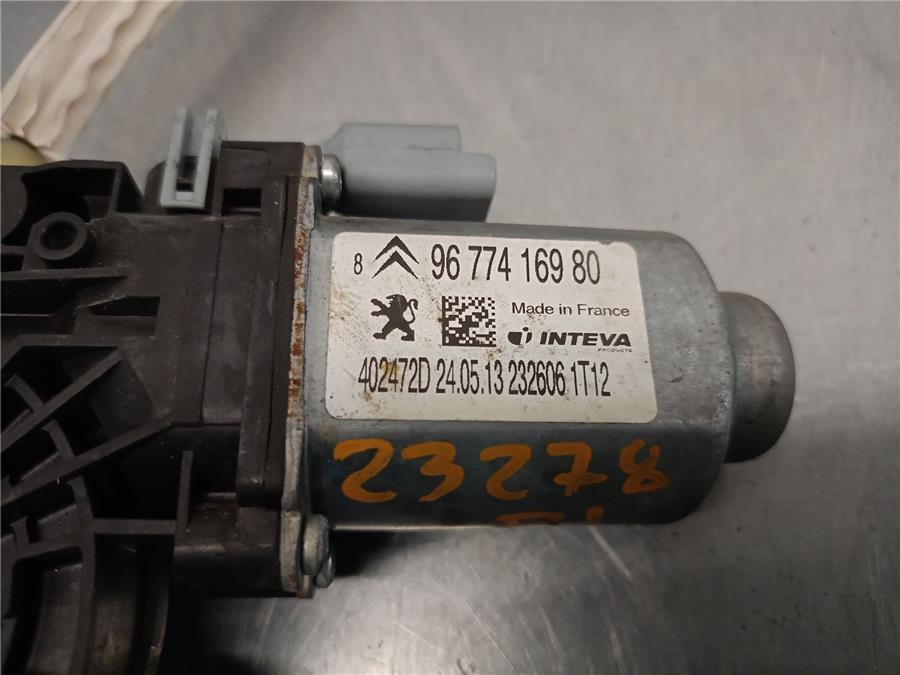 8 96 774 169 80
Made in France
INTEVA
PRODUCTS
402472D 24.05.13 232606 1T12
23278